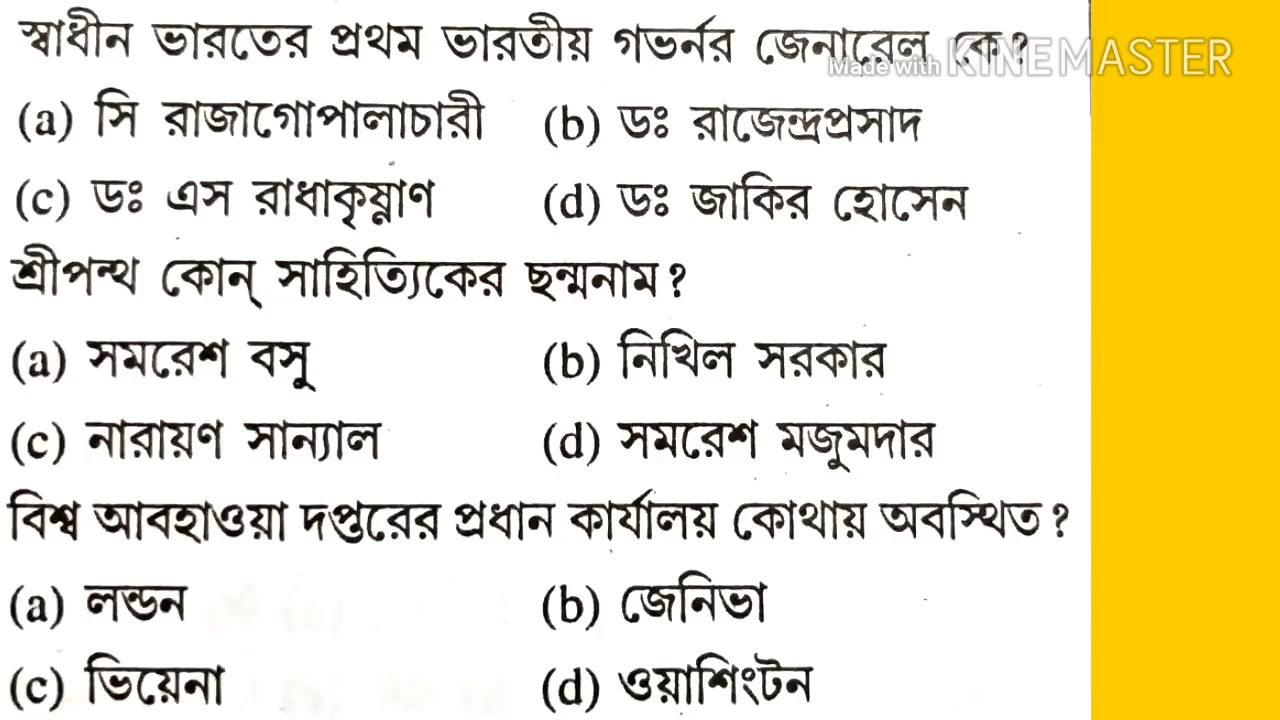 স্বাধীন ভারতের প্রথম ভারতীয় গভর্নর জেনারেল কে?
Made with KINEMASTER
(a) সি রাজাগোপালাচারী (b) ডঃ রাজেন্দ্রপ্রসাদ
(c) ডঃ এস রাধাকৃষ্ণাণ (d) ডঃ জাকির হোসেন
শ্রীপন্থ কোন্ সাহিত্যিকের ছন্মনাম?
(a) সমরেশ বসু (b) নিখিল সরকার
(c) নারায়ণ সান্যাল (d) সমরেশ মজুমদার
বিশ্ব আবহাওয়া দপ্তরের প্রধান কার্যালয় কোথায় অবস্থিত?
(a) লন্ডন (b) জেনিভা
(c) ভিয়েনা (d) ওয়াশিংটন